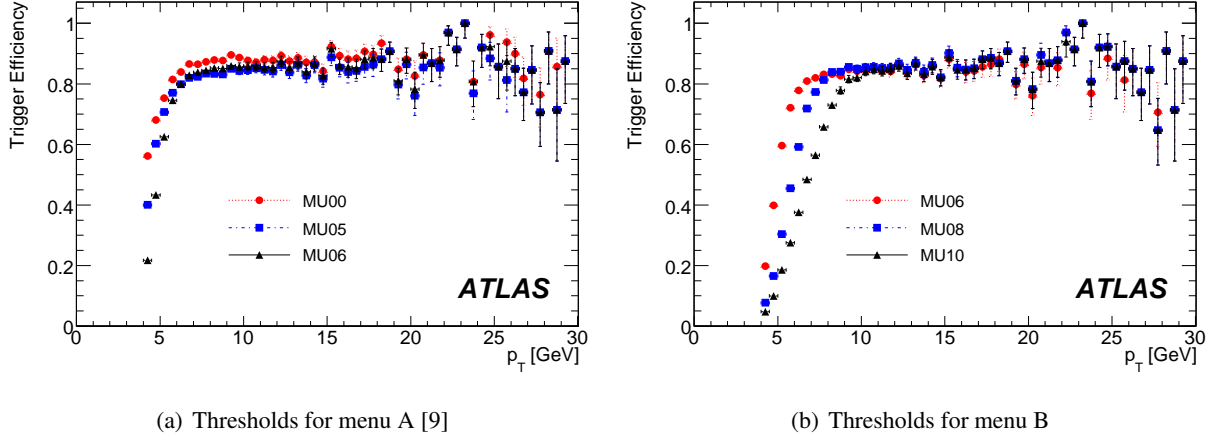 Trigger Efficiency
1
0.8
0.6
0.4
0.2
0
MU00
MU05
MU06
ATLAS
0 5 10 15 20 25 30
p_T [GeV]
(a) Thresholds for menu A [9]
Trigger Efficiency
1
0.8
0.6
0.4
0.2
0
MU06
MU08
MU10
ATLAS
0 5 10 15 20 25 30
p_T [GeV]
(b) Thresholds for menu B